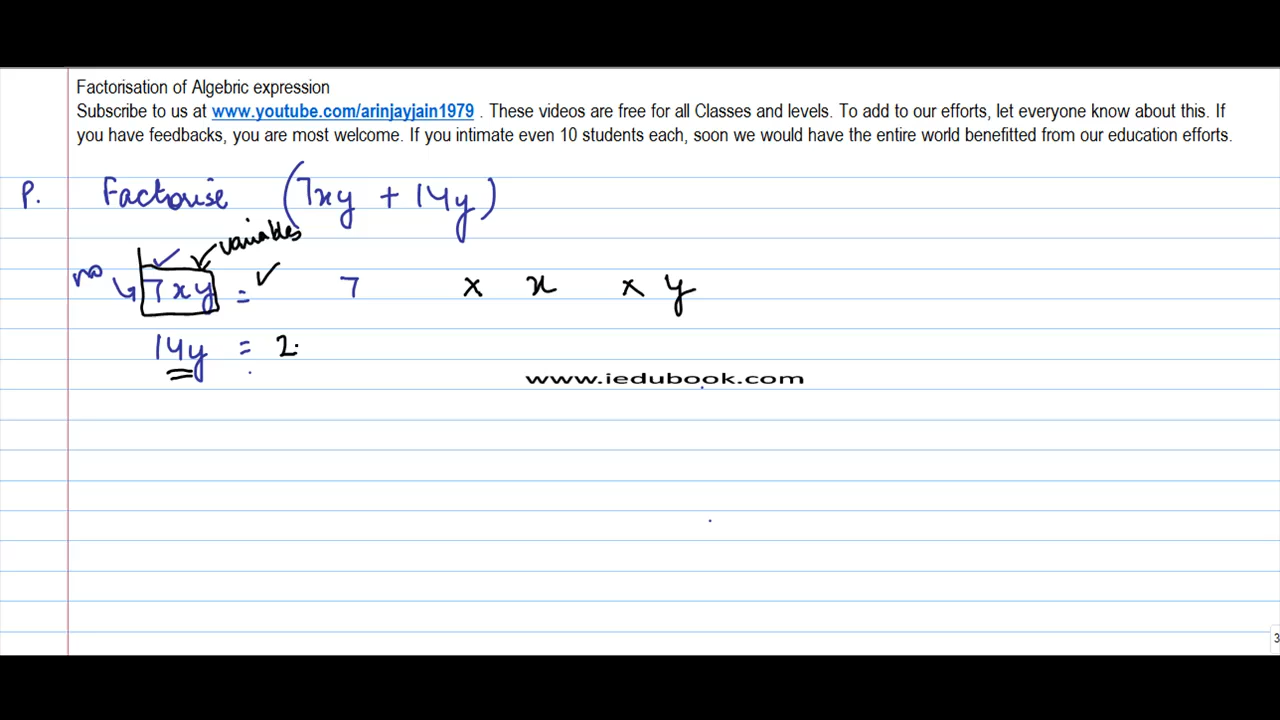 Factorisation of Algebric expression
Subscribe to us at www.youtube.com/arinjayjain1979 . These videos are free for all Classes and levels. To add to our efforts, let everyone know about this. If
you have feedbacks, you are most welcome. If you intimate even 10 students each, soon we would have the entire world benefitted from our education efforts.
P. Factorise (7xy + 14y)
variables
no 7xy = 7 × x × y
14y = 2
www.iedubook.com
3